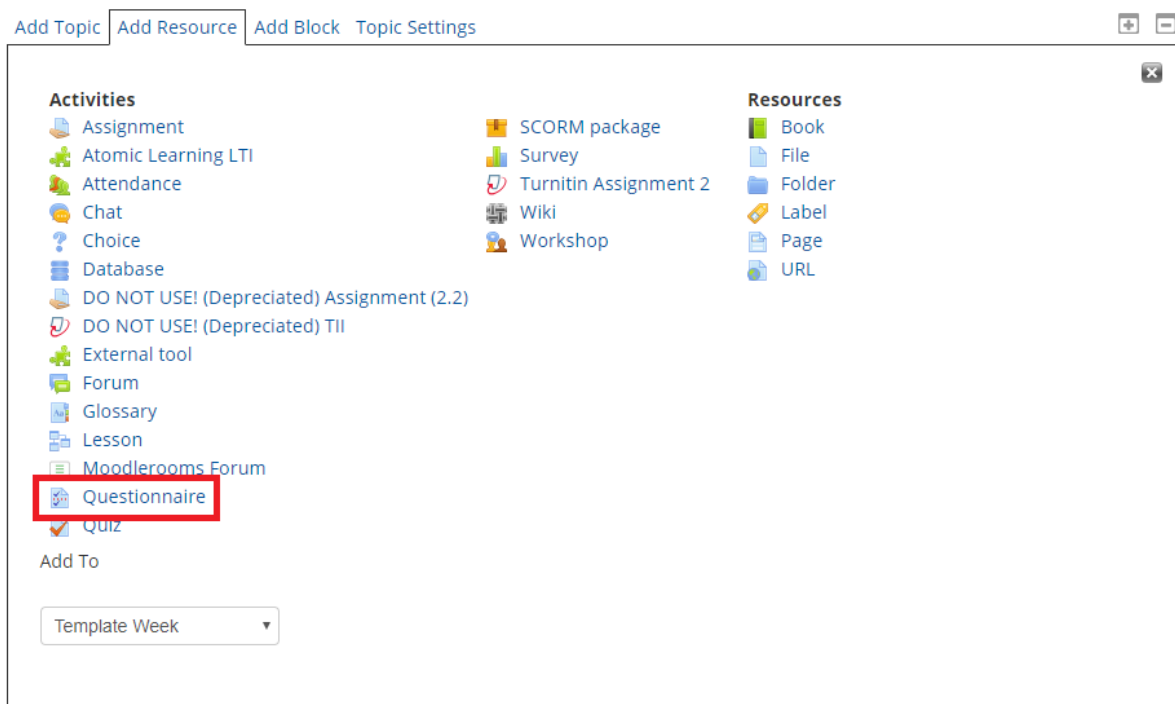 Add Topic Add Resource Add Block Topic Settings
Activities
Assignment
Atomic Learning LTI
Attendance
Chat
Choice
Database
DO NOT USE! (Depreciated) Assignment (2.2)
DO NOT USE! (Depreciated) TII
External tool
Forum
Glossary
Lesson
Moodlerooms Forum
Questionnaire
Quiz
SCORM package
Survey
Turnitin Assignment 2
Wiki
Workshop
Resources
Book
File
Folder
Label
Page
URL
Add To
Template Week